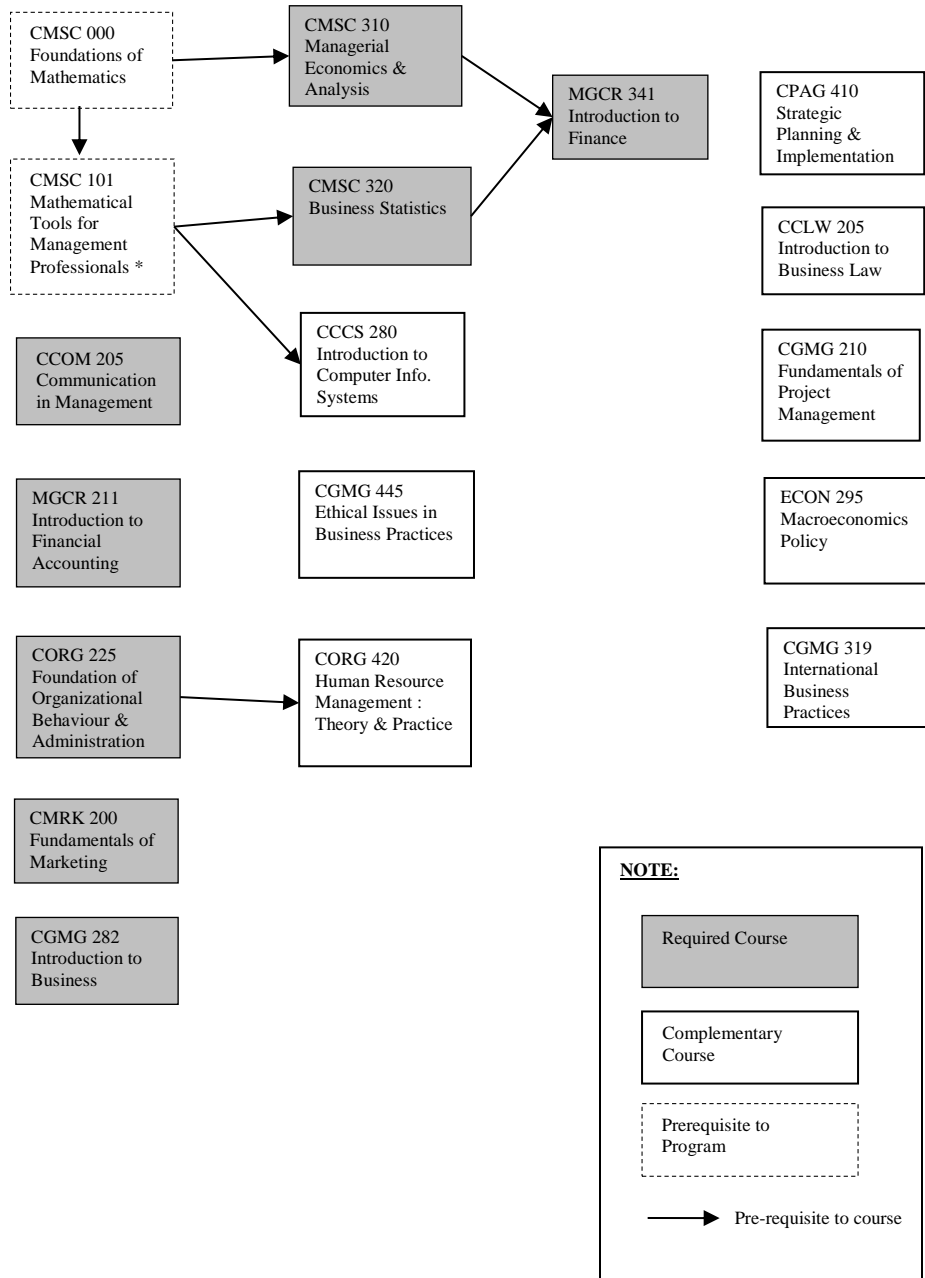 CMSC 000
Foundations of
Mathematics
CMSC 310
Managerial
Economics &
Analysis
MGCR 341
Introduction to
Finance
CPAG 410
Strategic
Planning &
Implementation
CMSC 101
Mathematical
Tools for
Management
Professionals *
CMSC 320
Business Statistics
CCLW 205
Introduction to
Business Law
CCOM 205
Communication
in Management
CCCS 280
Introduction to
Computer Info.
Systems
CGMG 210
Fundamentals of
Project
Management
MGCR 211
Introduction to
Financial
Accounting
CGMG 445
Ethical Issues in
Business Practices
ECON 295
Macroeconomics
Policy
CORG 225
Foundation of
Organizational
Behaviour &
Administration
CORG 420
Human Resource
Management :
Theory & Practice
CGMG 319
International
Business
Practices
CMRK 200
Fundamentals of
Marketing
CGMG 282
Introduction to
Business
NOTE:
Required Course
Complementary
Course
Prerequisite to
Program
Pre-requisite to course